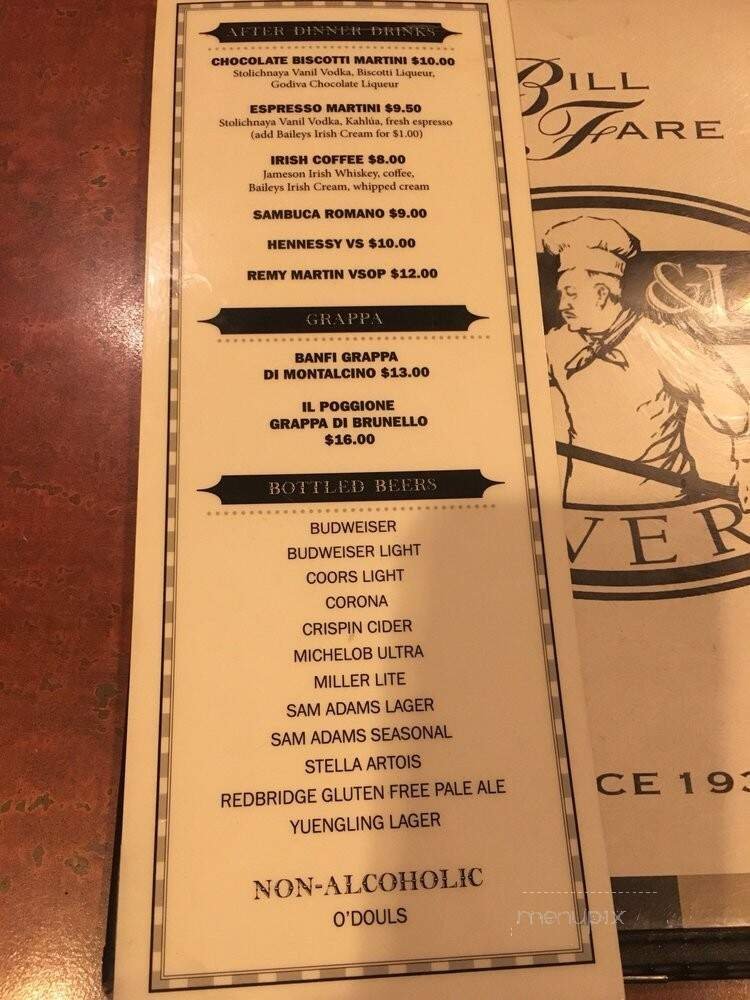 AFTER DINNER DRINKS
CHOCOLATE BISCOTTI MARTINI $10.00
Stolichnaya Vanil Vodka, Biscotti Liqueur,
Godiva Chocolate Liqueur
ESPRESSO MARTINI $9.50
Stolichnaya Vanil Vodka, Kahlúa, fresh espresso
(add Baileys Irish Cream for $1.00)
IRISH COFFEE $8.00
Jameson Irish Whiskey, coffee,
Baileys Irish Cream, whipped cream
SAMBUCA ROMANO $9.00
HENNESSY VS $10.00
REMY MARTIN VSOP $12.00
GRAPPA
BANFI GRAPPA
DI MONTALCINO $13.00
IL POGGIONE
GRAPPA DI BRUNELLO
$16.00
BOTTLED BEERS
BUDWEISER
BUDWEISER LIGHT
COORS LIGHT
CORONA
CRISPIN CIDER
MICHELOB ULTRA
MILLER LITE
SAM ADAMS LAGER
SAM ADAMS SEASONAL
STELLA ARTOIS
REDBRIDGE GLUTEN FREE PALE ALE
YUENGLING LAGER
NON-ALCOHOLIC
O'DOULS
BILL
FARE
&
VER
CE 193
menupix